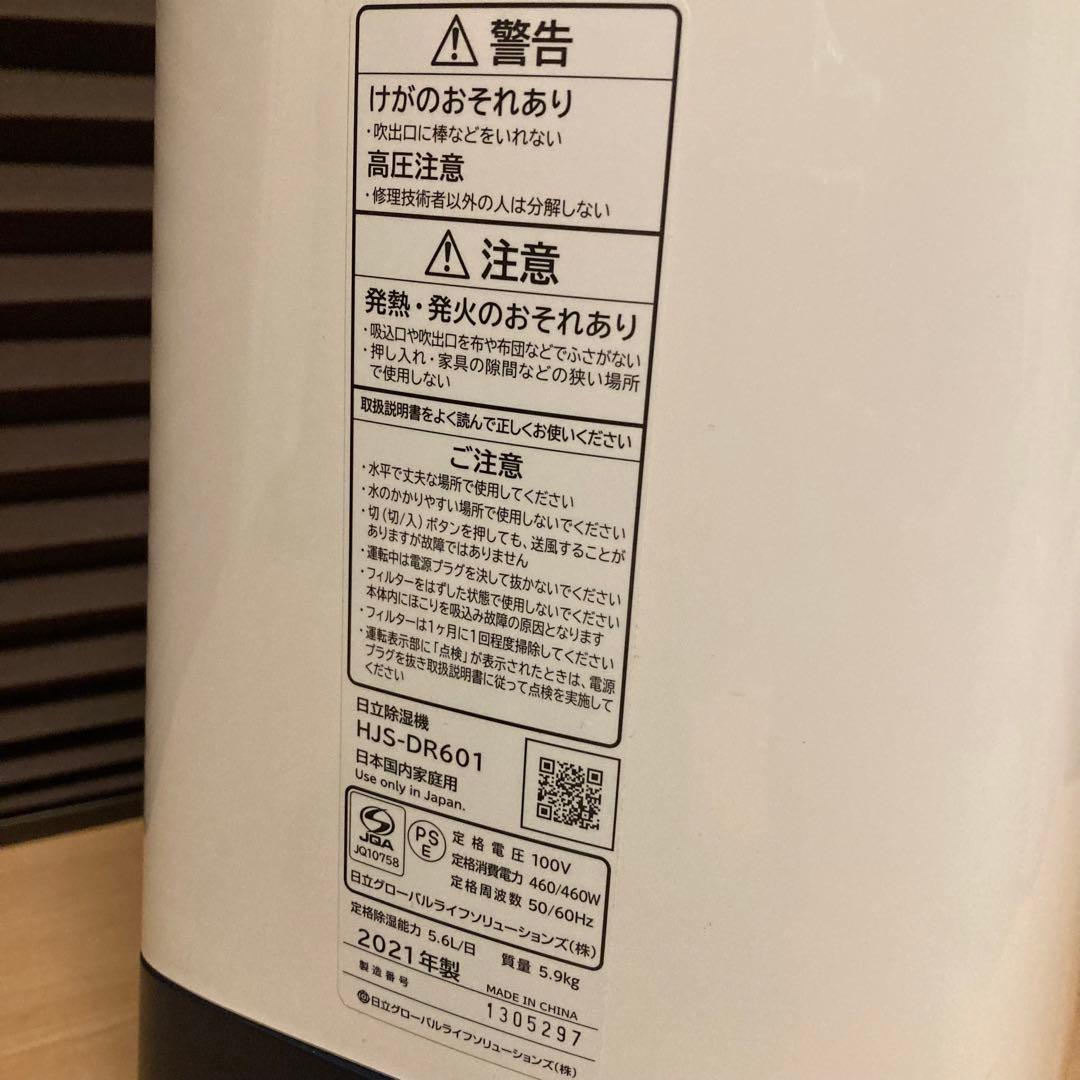 警告
けがのおそれあり
・吹出口に棒などをいれない
高圧注意
・修理技術者以外の人は分解しない
注意
発熱・発火のおそれあり
・吸込口や吹出口を布や布団などでふさがない
・押し入れ・家具の隙間などの狭い場所
で使用しない
取扱説明書をよく読んで正しくお使いください
ご注意
・水平で丈夫な場所で使用してください
・水のかかりやすい場所で使用しないでください
・切(切/入)ボタンを押しても、送風することが
ありますが故障ではありません
・運転中は電源プラグを決して抜かないでください
・フィルターをはずした状態で使用しないでください
本体内にほこりを吸込み故障の原因となります
・フィルターは1ヶ月に1回程度掃除してください
・運転表示部に「点検」が表示されたときは、電源
プラグを抜き取扱説明書に従って点検を実施して
ください
日立除湿機
HJS-DR601
日本国内家庭用
Use only in Japan.
JQA
JQ10758
PS
E
定格電圧 100V
定格消費電力 460/460W
定格周波数 50/60Hz
日立グローバルライフソリューションズ(株)
定格除湿能力 5.6L/日 質量 5.9kg
2021年製 MADE IN CHINA
製造番号 1305297
日立グローバルライフソリューションズ(株)